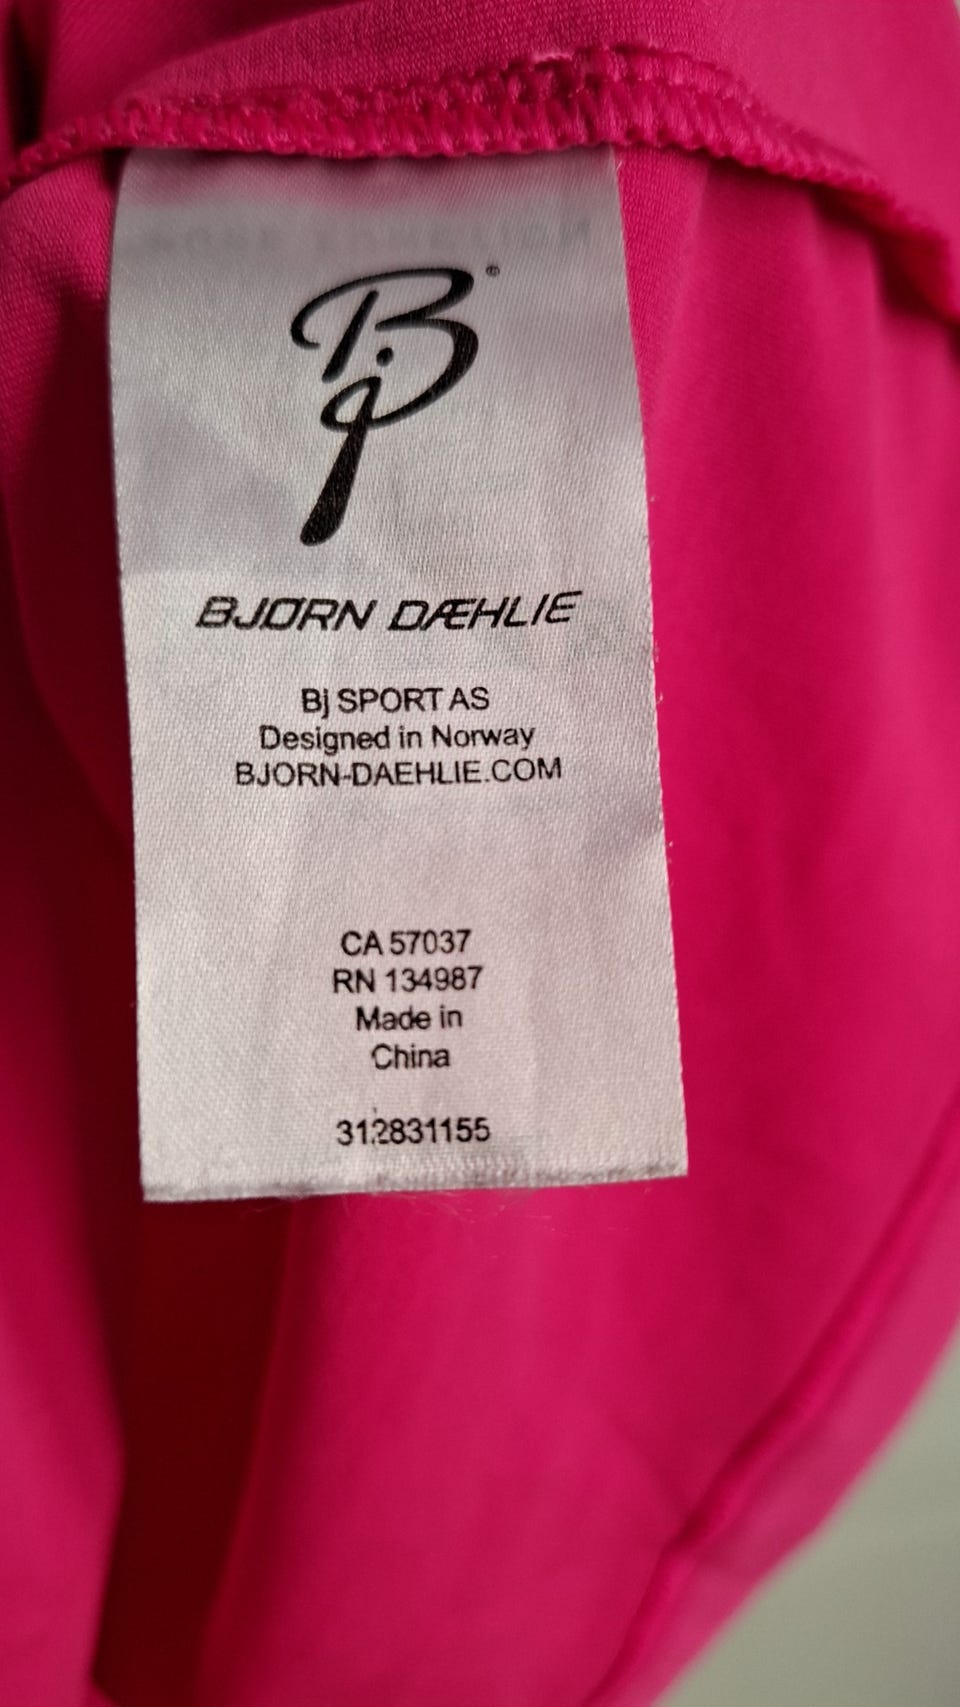 Bj®
BJØRN DÆHLIE
Bj SPORT AS
Designed in Norway
BJORN-DAEHLIE.COM
CA 57037
RN 134987
Made in
China
312831155